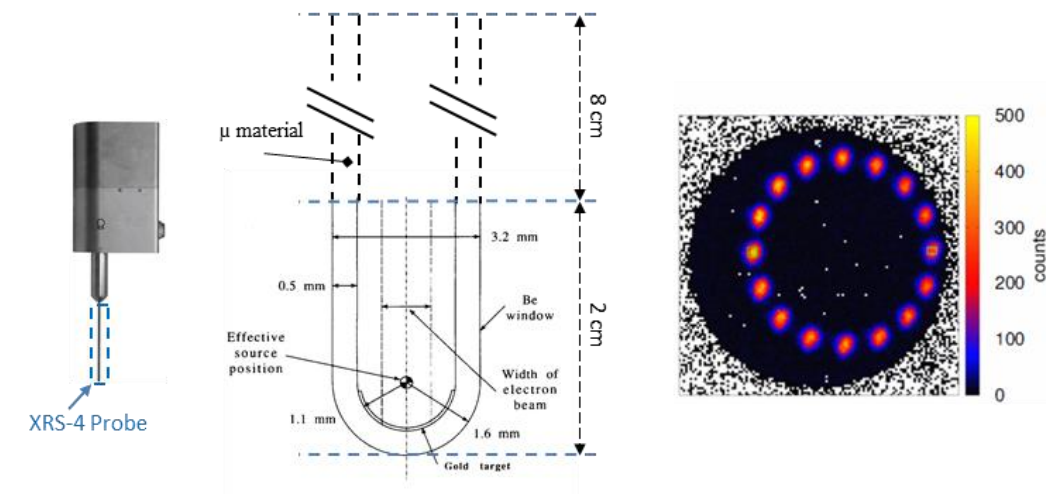 XRS-4 Probe
μ material
8 cm
3.2 mm
0.5 mm
Be
window
2 cm
Effective
source
position
Width of
electron
beam
1.1 mm
1.6 mm
Gold target
500
400
300
200
100
0
counts